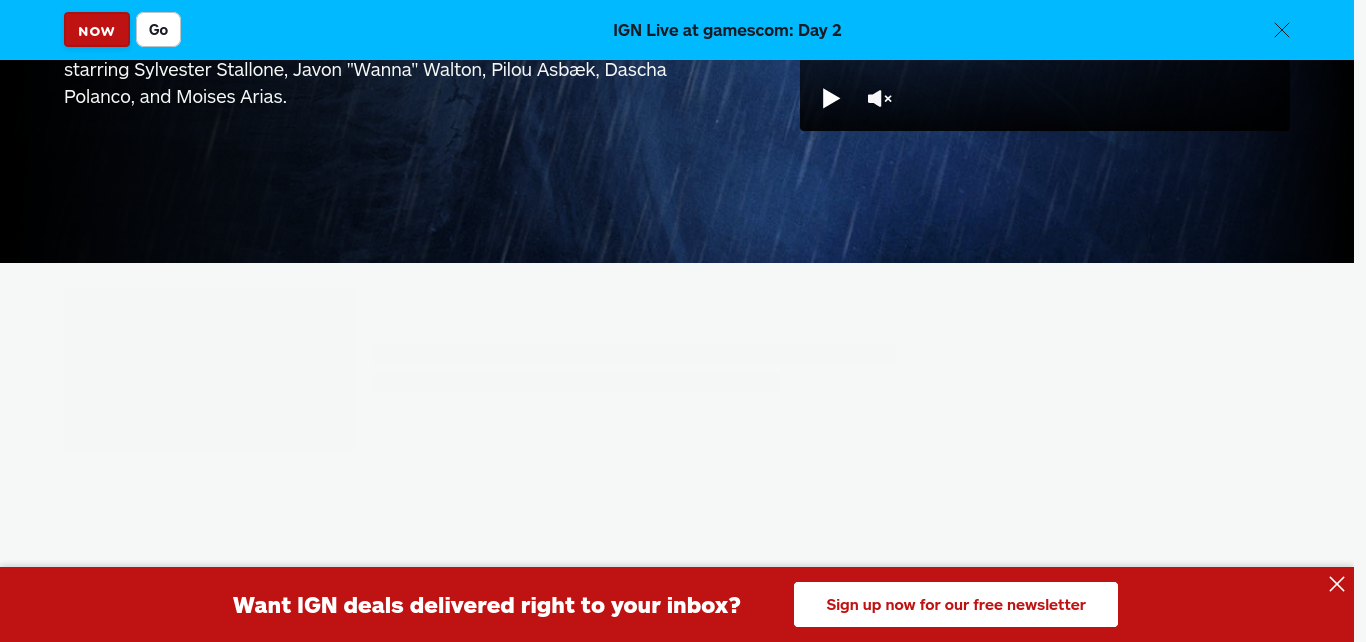 NOW
Go
IGN Live at gamescom: Day 2
starring Sylvester Stallone, Javon "Wanna" Walton, Pilou Asbæk, Dascha
Polanco, and Moises Arias.
Want IGN deals delivered right to your inbox?
Sign up now for our free newsletter